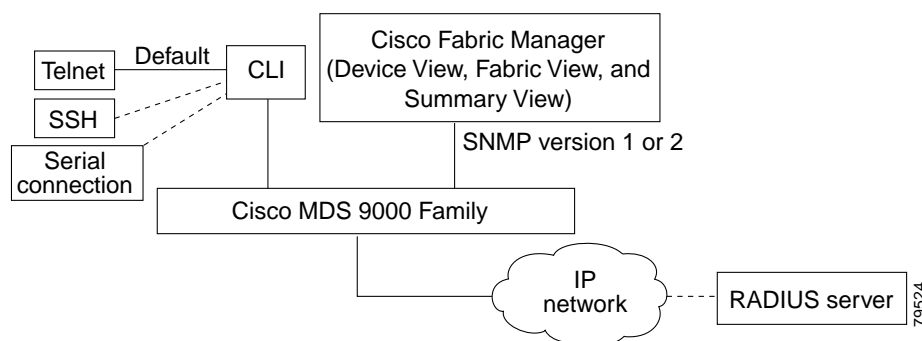 Telnet
Default
CLI
SSH
Serial
connection
Cisco Fabric Manager
(Device View, Fabric View, and
Summary View)
SNMP version 1 or 2
Cisco MDS 9000 Family
IP
network
RADIUS server
79524